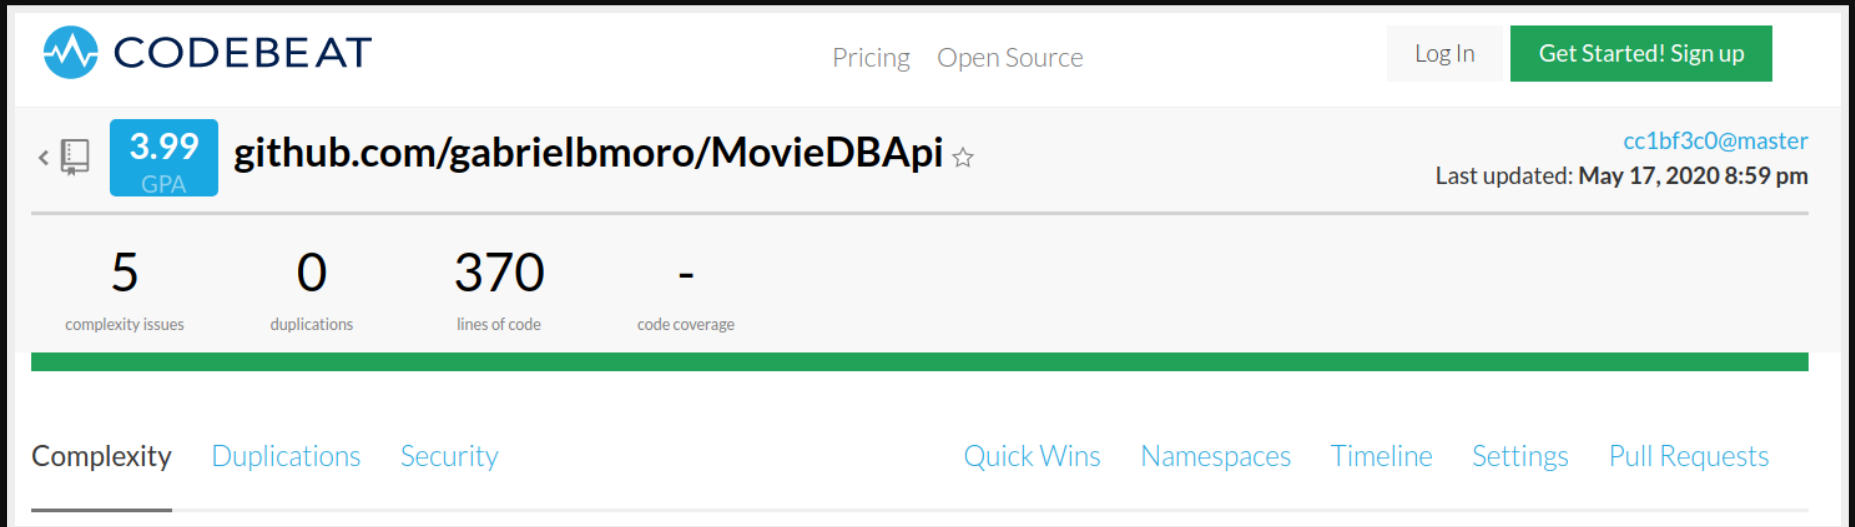 CODEBEAT
Pricing Open Source
Log In Get Started! Sign up
3.99 GPA
github.com/gabrielbmoro/MovieDBApi
cc1bf3c0@master
Last updated: May 17, 2020 8:59 pm
5 0 370 -
complexity issues duplications lines of code code coverage
Complexity Duplications Security Quick Wins Namespaces Timeline Settings Pull Requests